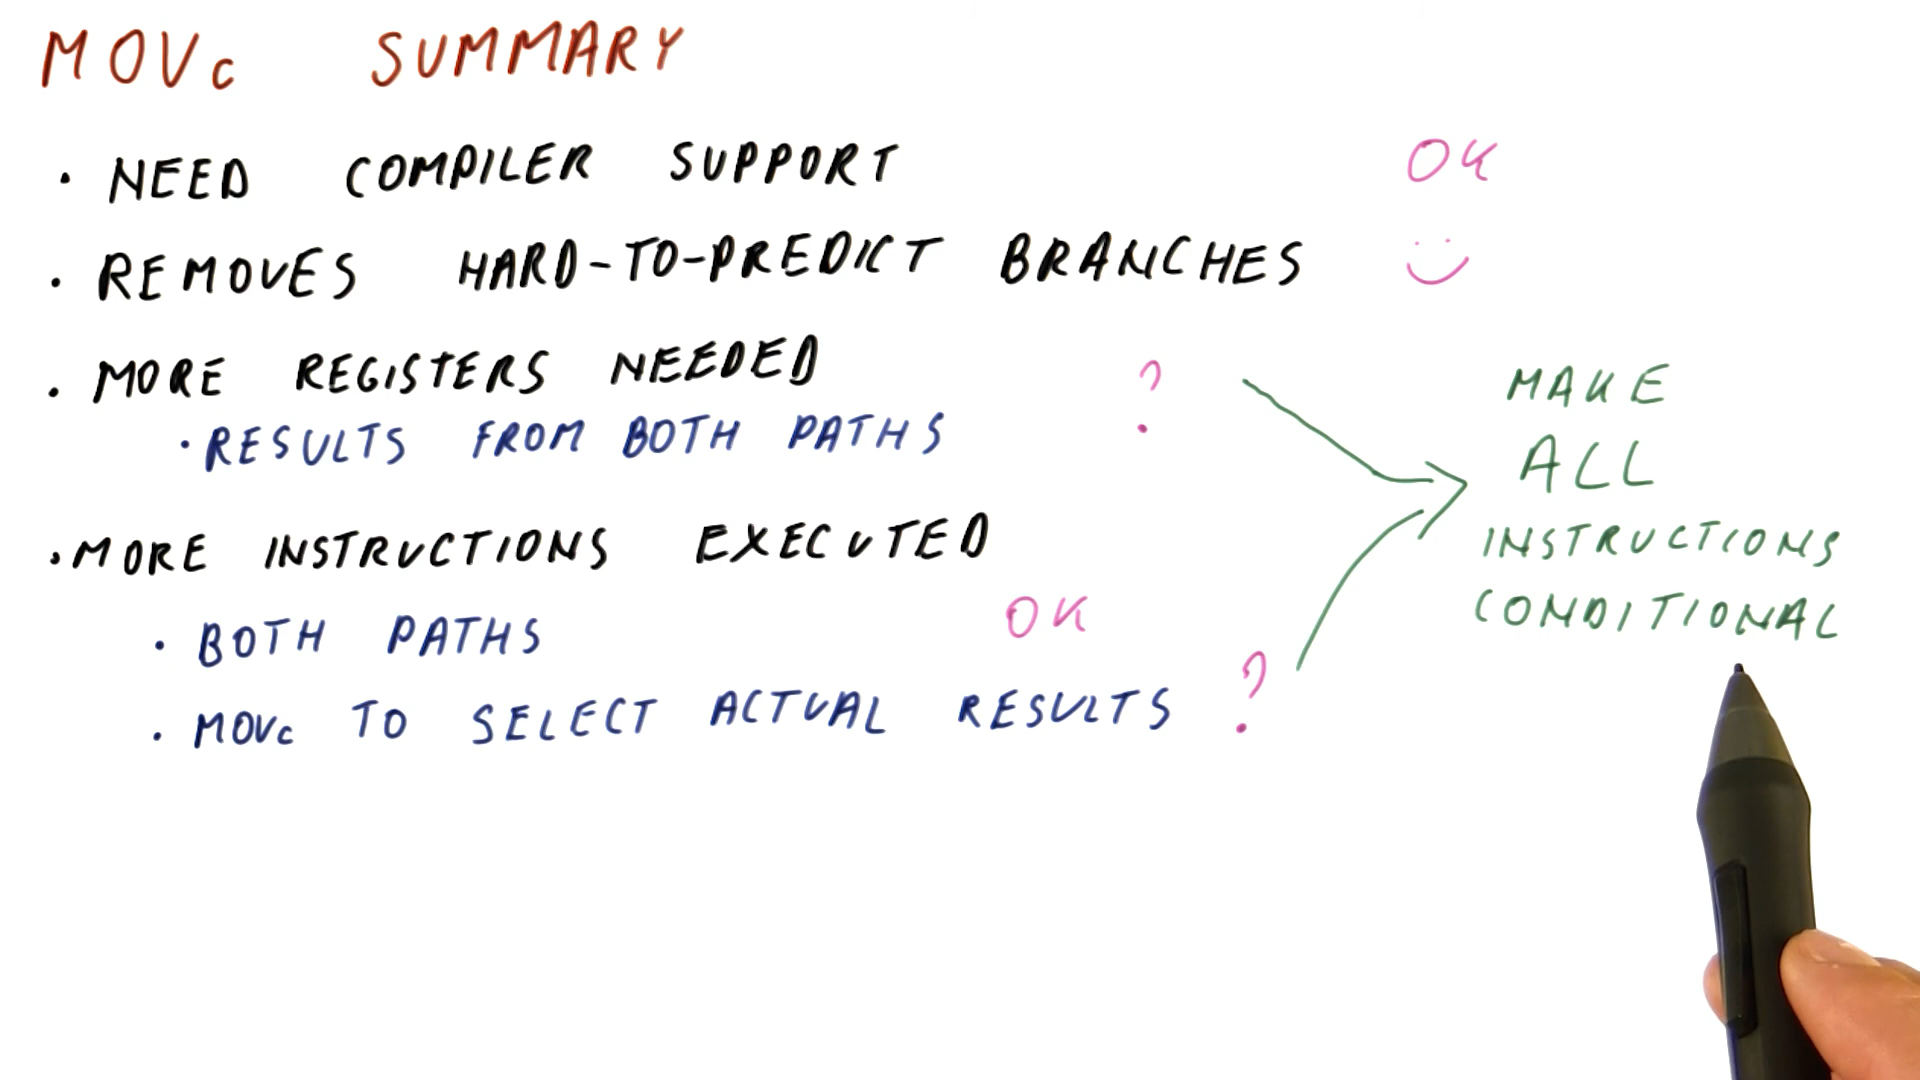 MOVc SUMMARY
· NEED COMPILER SUPPORT OK
· REMOVES HARD-TO-PREDICT BRANCHES
· MORE REGISTERS NEEDED ?
· RESULTS FROM BOTH PATHS
· MORE INSTRUCTIONS EXECUTED
· BOTH PATHS OK
· MOVc TO SELECT ACTUAL RESULTS ?
MAKE
ALL
INSTRUCTIONS
CONDITIONAL